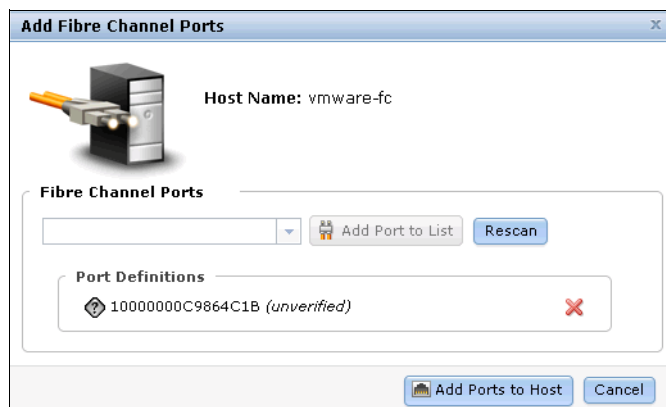 Add Fibre Channel Ports x
Host Name: vmware-fc
Fibre Channel Ports
Add Port to List Rescan
Port Definitions
10000000C9864C1B (unverified)
Add Ports to Host Cancel